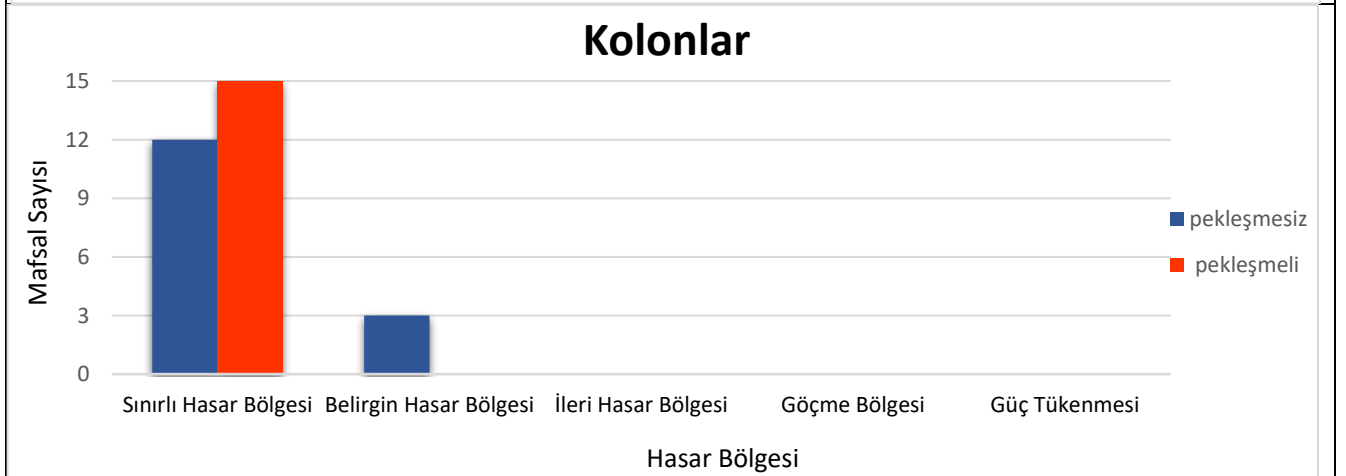 Kolonlar
15
12
9
6
3
0
Mafsal Sayısı
Sınırlı Hasar Bölgesi Belirgin Hasar Bölgesi İleri Hasar Bölgesi Göçme Bölgesi Güç Tükenmesi
Hasar Bölgesi
pekleşmesiz
pekleşmeli